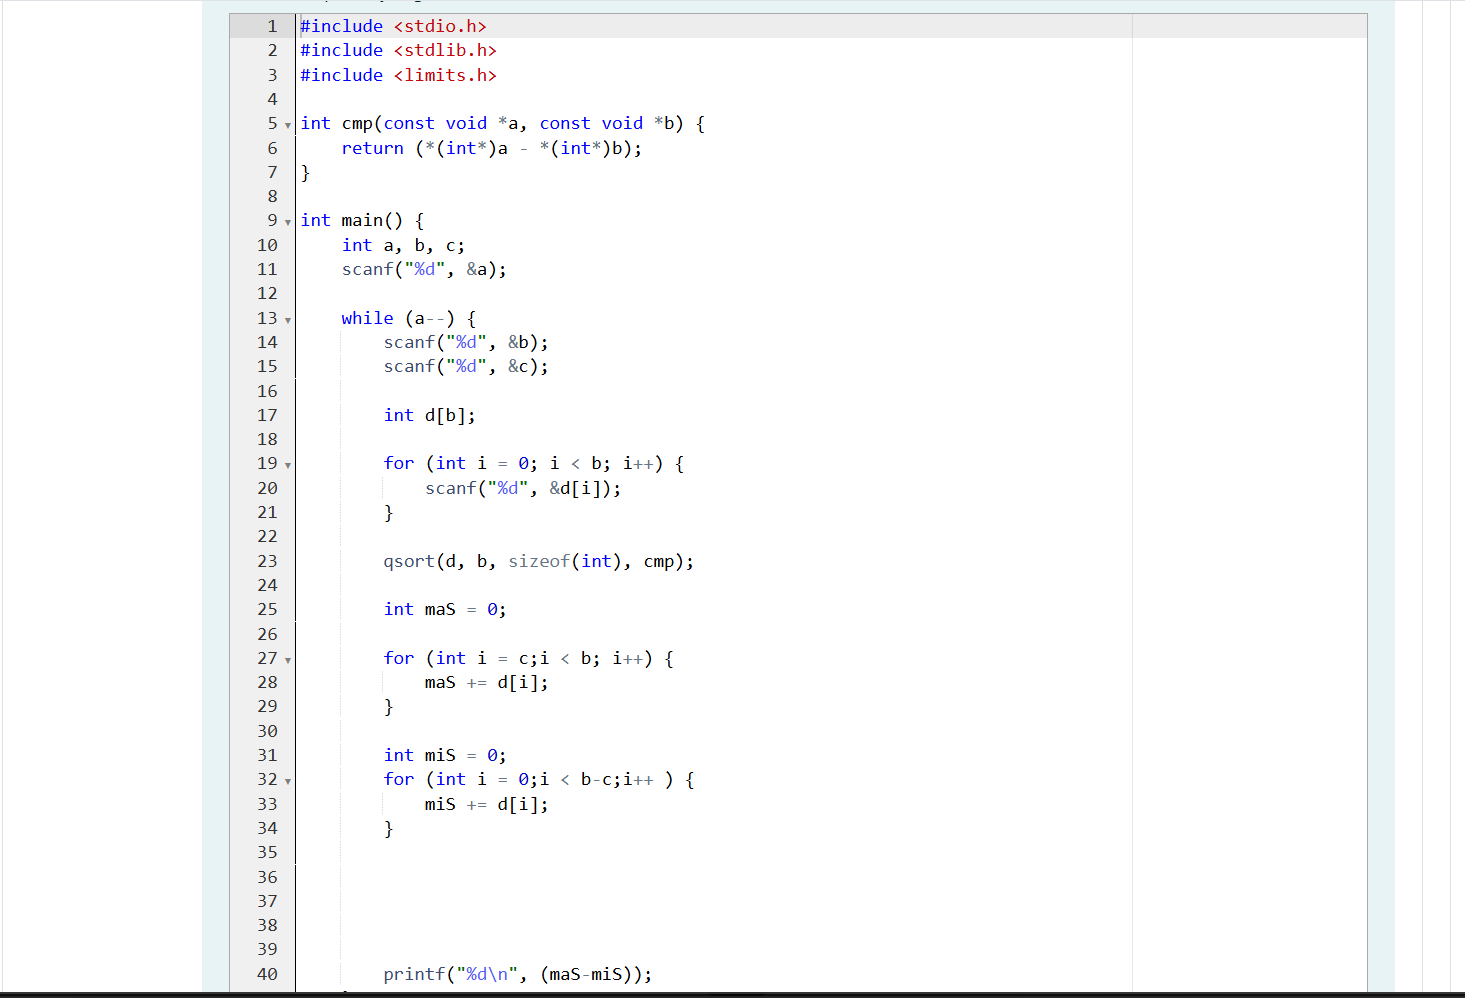 1 #include <stdio.h>
2 #include <stdlib.h>
3 #include <limits.h>
4
5 int cmp(const void *a, const void *b) {
6     return (*(int*)a - *(int*)b);
7 }
8
9 int main() {
10     int a, b, c;
11     scanf("%d", &a);
12
13     while (a--) {
14         scanf("%d", &b);
15         scanf("%d", &c);
16
17         int d[b];
18
19         for (int i = 0; i < b; i++) {
20             scanf("%d", &d[i]);
21         }
22
23         qsort(d, b, sizeof(int), cmp);
24
25         int maS = 0;
26
27         for (int i = c;i < b; i++) {
28             maS += d[i];
29         }
30
31         int miS = 0;
32         for (int i = 0;i < b-c;i++ ) {
33             miS += d[i];
34         }
35
36
37
38
39
40         printf("%d\n", (maS-miS));